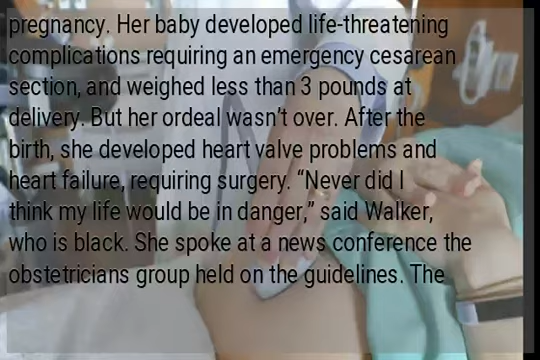 pregnancy. Her baby developed life-threatening
complications requiring an emergency cesarean
section, and weighed less than 3 pounds at
delivery. But her ordeal wasn’t over. After the
birth, she developed heart valve problems and
heart failure, requiring surgery. “Never did I
think my life would be in danger,” said Walker,
who is black. She spoke at a news conference the
obstetricians group held on the guidelines. The